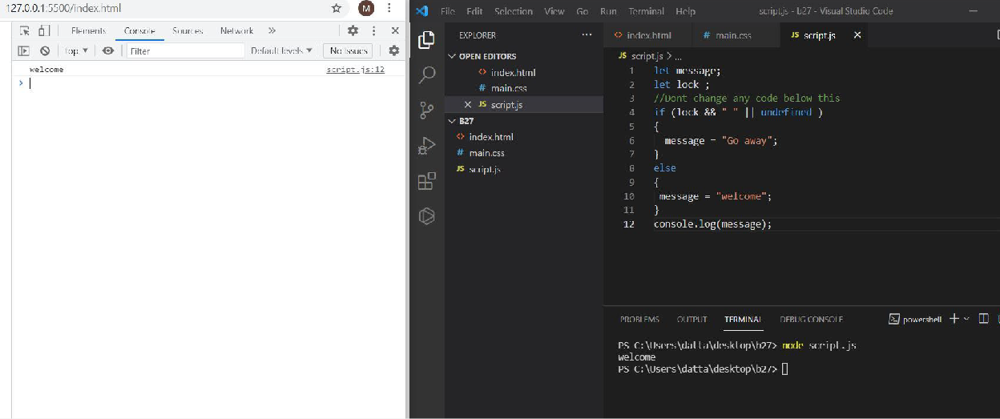 127.0.0.1:5500/index.html
M
Elements Console Sources Network »
top Filter Default levels No Issues
welcome script.js:12
>
File Edit Selection View Go Run Terminal Help script.js - b27 - Visual Studio Code
EXPLORER ...
OPEN EDITORS
<> index.html
# main.css
× JS script.js
B27
<> index.html
# main.css
JS script.js
<> index.html # main.css JS script.js ×
JS script.js > ...
1 let message;
2 let lock ;
3 //Dont change any code below this
4 if (lock && " " || undefined )
5 {
6 message = "Go away";
7 }
8 else
9 {
10 message = "welcome";
11 }
12 console.log(message);
PROBLEMS OUTPUT TERMINAL DEBUG CONSOLE powershell
PS C:\Users\datta\desktop\b27> node script.js
welcome
PS C:\Users\datta\desktop\b27>